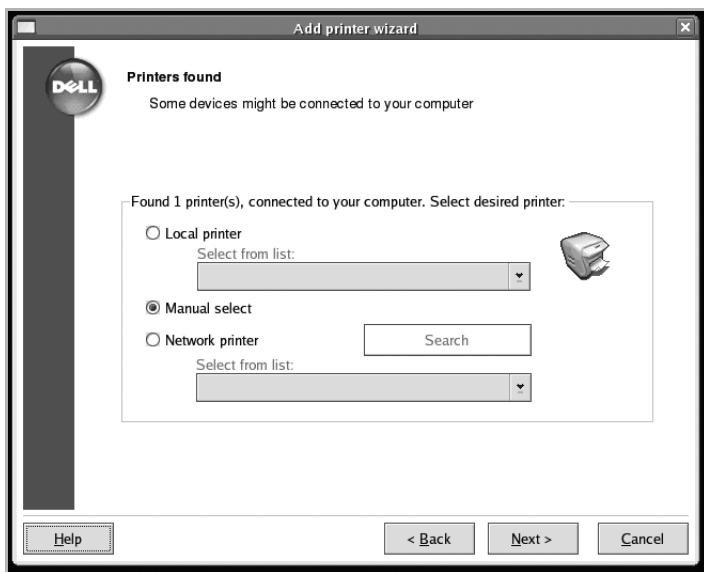 Add printer wizard
DELL
Printers found
Some devices might be connected to your computer
Found 1 printer(s), connected to your computer. Select desired printer:
Local printer
Select from list:
Manual select
Network printer
Search
Select from list:
Help
< Back
Next >
Cancel